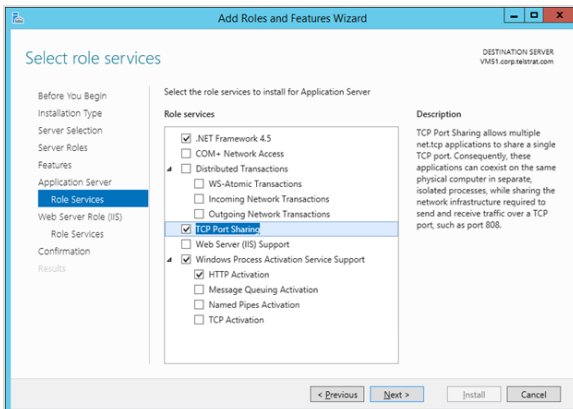 Add Roles and Features Wizard
Select role services
DESTINATION SERVER
VMS1.corp.telstrat.com
Before You Begin
Installation Type
Server Selection
Server Roles
Features
Application Server
Role Services
Web Server Role (IIS)
Role Services
Confirmation
Results
Select the role services to install for Application Server
Role services
.NET Framework 4.5
COM+ Network Access
Distributed Transactions
WS-Atomic Transactions
Incoming Network Transactions
Outgoing Network Transactions
TCP Port Sharing
Web Server (IIS) Support
Windows Process Activation Service Support
HTTP Activation
Message Queuing Activation
Named Pipes Activation
TCP Activation
Description
TCP Port Sharing allows multiple
net.tcp applications to share a single
TCP port. Consequently, these
applications can coexist on the same
physical computer in separate,
isolated processes, while sharing the
network infrastructure required to
send and receive traffic over a TCP
port, such as port 808.
< Previous
Next >
Install
Cancel